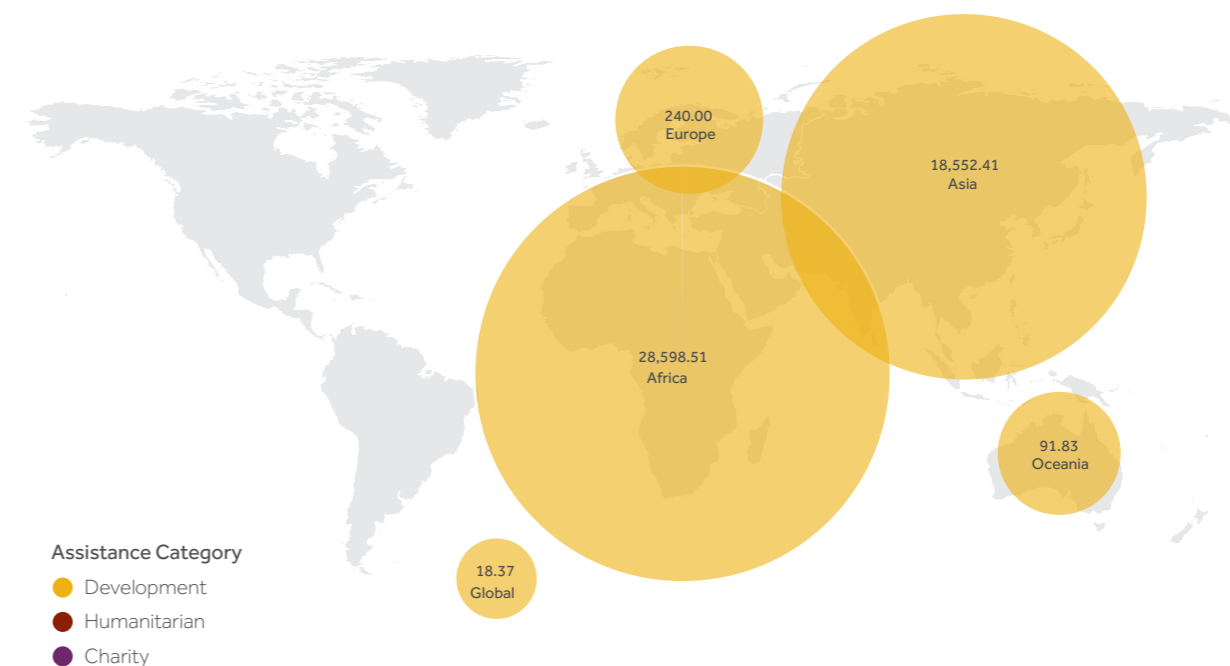 240.00
Europe
18,552.41
Asia
28,598.51
Africa
91.83
Oceania
18.37
Global
Assistance Category
Development
Humanitarian
Charity